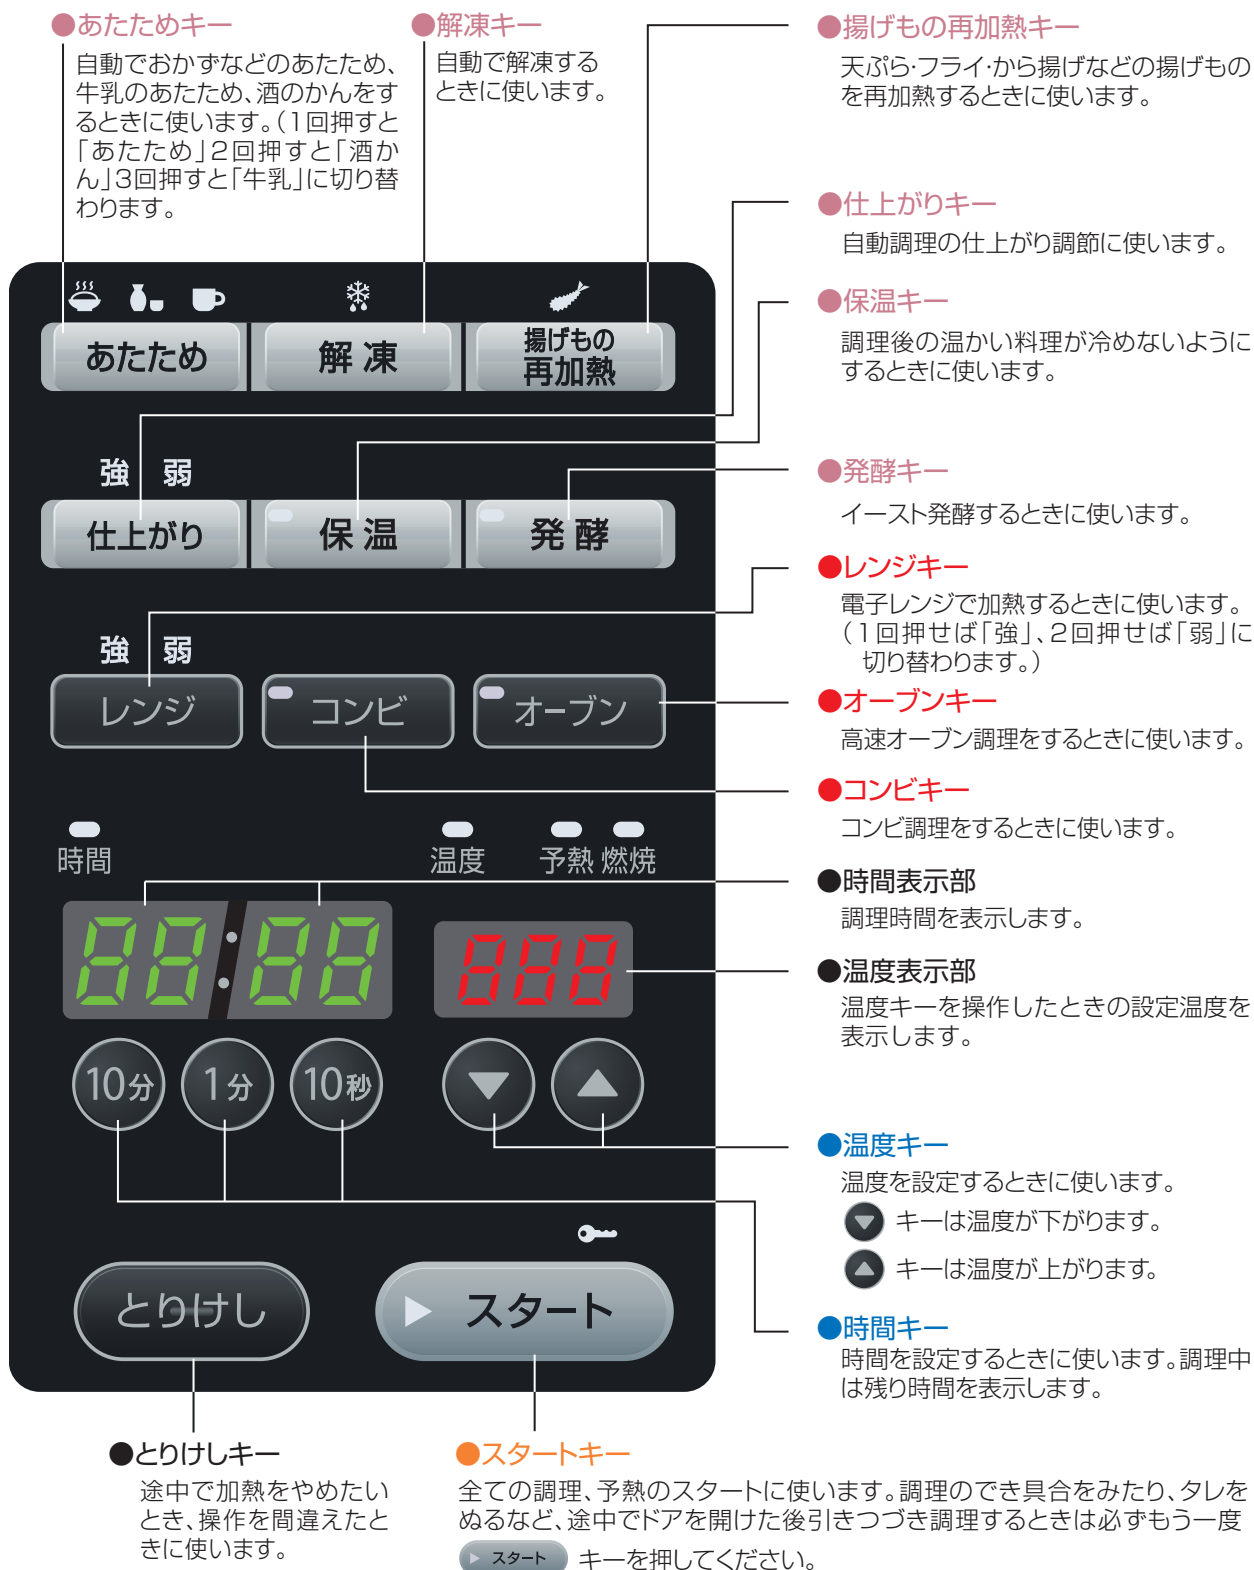 ●あたためキー
自動でおかずなどのあたため、
牛乳のあたため、酒のかんをす
るときに使います。(1回押すと
「あたため」2回押すと「酒か
ん」3回押すと「牛乳」に切り替
わります。
●解凍キー
自動で解凍する
ときに使います。
●揚げもの再加熱キー
天ぷら・フライ・から揚げなどの揚げもの
を再加熱するときに使います。
●仕上がりキー
自動調理の仕上がり調節に使います。
●保温キー
調理後の温かい料理が冷めないように
するときに使います。
●発酵キー
イースト発酵するときに使います。
●レンジキー
電子レンジで加熱するときに使います。
(1回押せば「強」、2回押せば「弱」に
切り替わります。)
●オーブンキー
高速オーブン調理をするときに使います。
●コンビキー
コンビ調理をするときに使います。
●時間表示部
調理時間を表示します。
●温度表示部
温度キーを操作したときの設定温度を
表示します。
●温度キー
温度を設定するときに使います。
▼ キーは温度が下がります。
▲ キーは温度が上がります。
●時間キー
時間を設定するときに使います。調理中
は残り時間を表示します。
あたため
解凍
揚げもの
再加熱
強 弱
仕上がり
保温
発酵
強 弱
レンジ
コンビ
オーブン
時間
温度
予熱
燃焼
88:88
888
10分
1分
10秒
▼
▲
とりけし
▶ スタート
●とりけしキー
途中で加熱をやめたい
とき、操作を間違えたと
きに使います。
●スタートキー
全ての調理、予熱のスタートに使います。調理のでき具合をみたり、タレを
ぬるなど、途中でドアを開けた後引きつづき調理するときは必ずもう一度
▶ スタート キーを押してください。